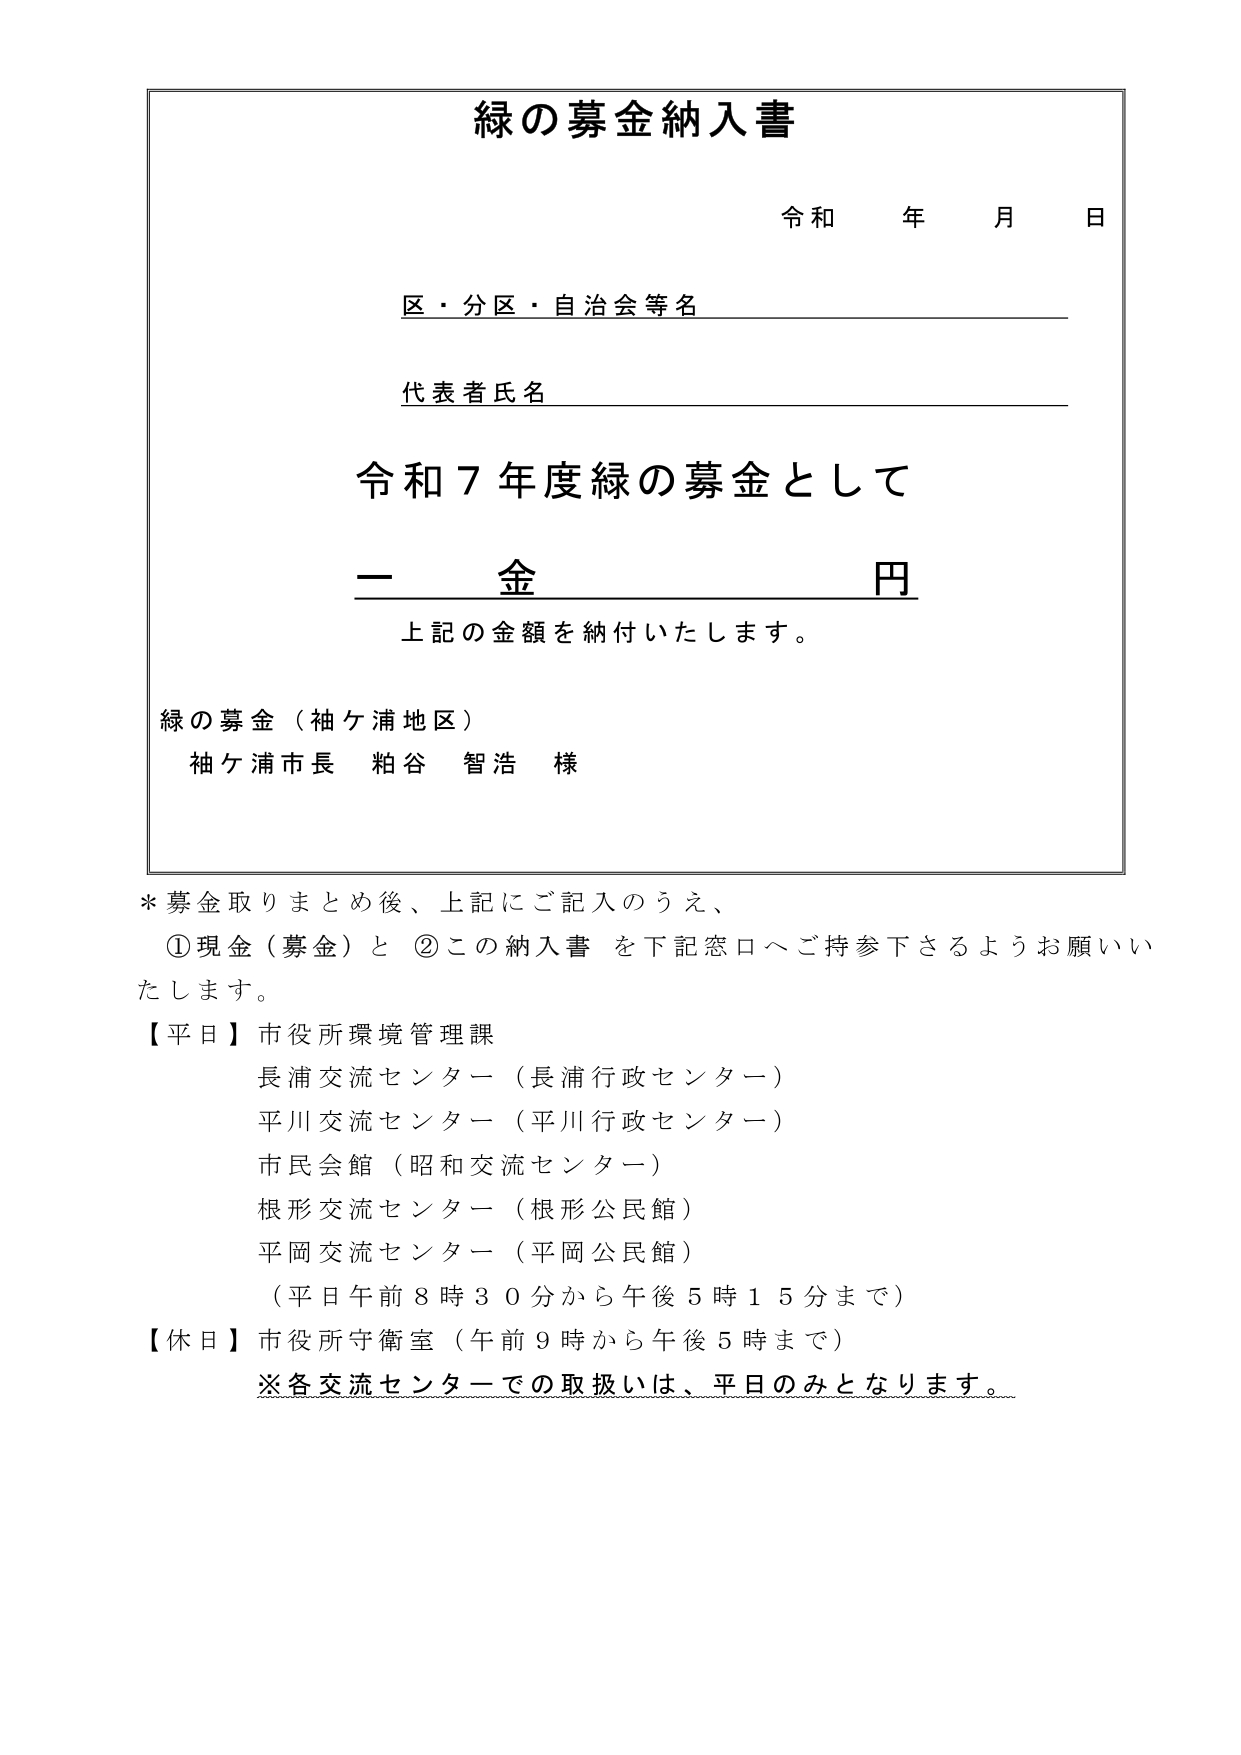 緑の募金納入書
令和　　年　　月　　日
区・分区・自治会等名
代表者氏名
令和７年度緑の募金として
一　　金　　　　　　　円
上記の金額を納付いたします。
緑の募金（袖ケ浦地区）
袖ケ浦市長　粕谷　智浩　様
＊募金取りまとめ後、上記にご記入のうえ、
①現金（募金）と ②この納入書 を下記窓口へご持参下さるようお願いい
たします。
【平日】市役所環境管理課
長浦交流センター（長浦行政センター）
平川交流センター（平川行政センター）
市民会館（昭和交流センター）
根形交流センター（根形公民館）
平岡交流センター（平岡公民館）
（平日午前８時３０分から午後５時１５分まで）
【休日】市役所守衛室（午前９時から午後５時まで）
※各交流センターでの取扱いは、平日のみとなります。